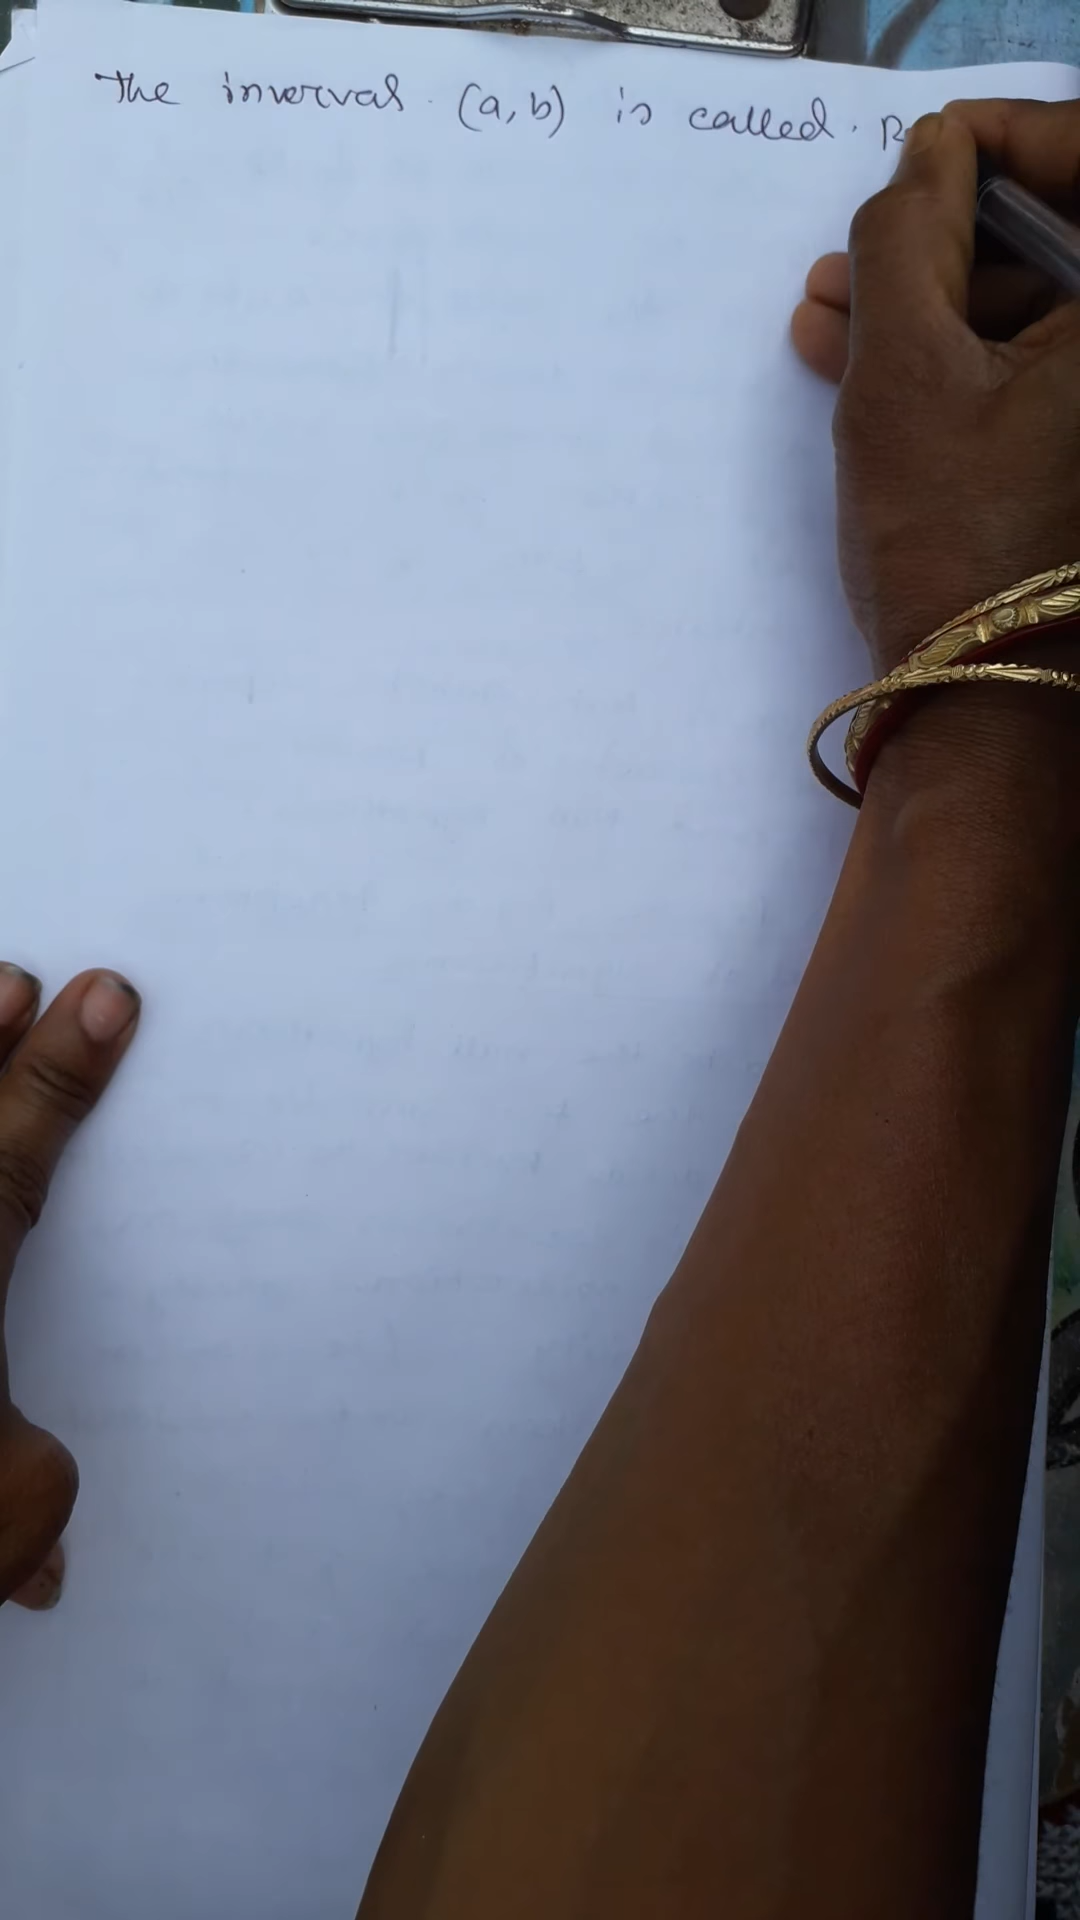 The inverval (a,b) is called.